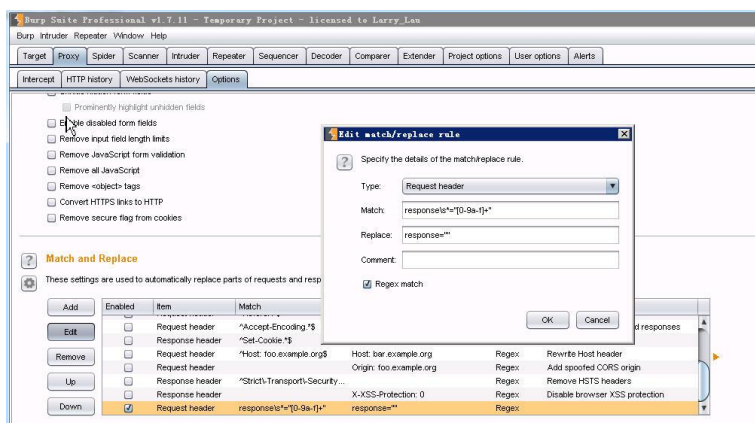 Burp Suite Professional v1.7.11 - Temporary Project - licensed to Larry_Lau
Burp Intruder Repeater Window Help
Target Proxy Spider Scanner Intruder Repeater Sequencer Decoder Comparer Extender Project options User options Alerts
Intercept HTTP history WebSockets history Options
Prominently highlight unhidden fields
Enable disabled form fields
Remove input field length limits
Remove JavaScript form validation
Remove all JavaScript
Remove <object> tags
Convert HTTPS links to HTTP
Remove secure flag from cookies
Edit match/replace rule
Specify the details of the match/replace rule.
Type: Request header
Match: response\s*="[0-9a-f]+"
Replace: response=""
Comment:
Regex match
OK Cancel
Match and Replace
These settings are used to automatically replace parts of requests and resp
Add Edit Remove Up Down
Enabled Item Match
Request header ^Accept-Encoding.*$ d responses
Response header ^Set-Cookie.*$
Request header ^Host: foo.example.org$ Host: bar.example.org Regex Rewrite Host header
Request header Origin: foo.example.org Add spoofed CORS origin
Response header ^Strict\-Transport\-Security... Regex Remove HSTS headers
Response header X-XSS-Protection: 0 Regex Disable browser XSS protection
Request header response\s*="[0-9a-f]+" response="" Regex